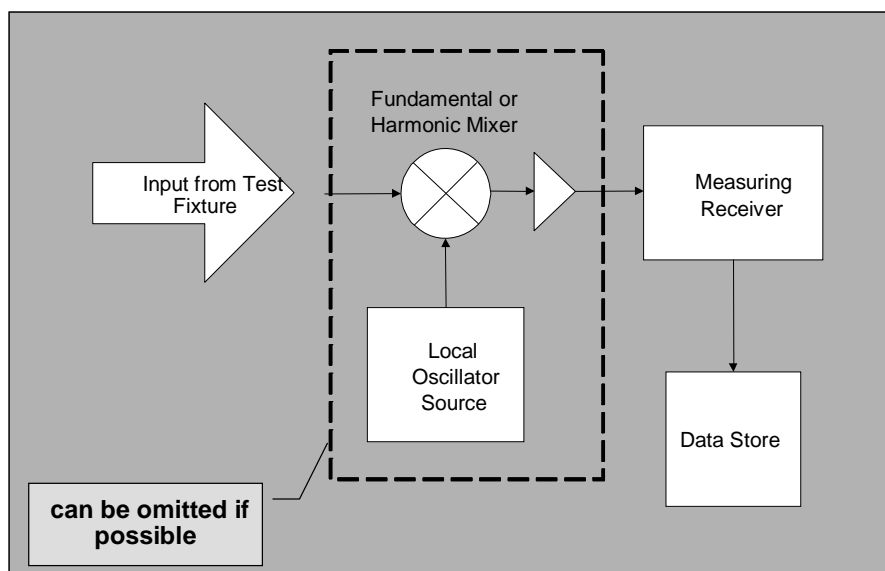 Fundamental or
Harmonic Mixer
Input from Test
Fixture
Measuring
Receiver
Local
Oscillator
Source
Data Store
can be omitted if
possible